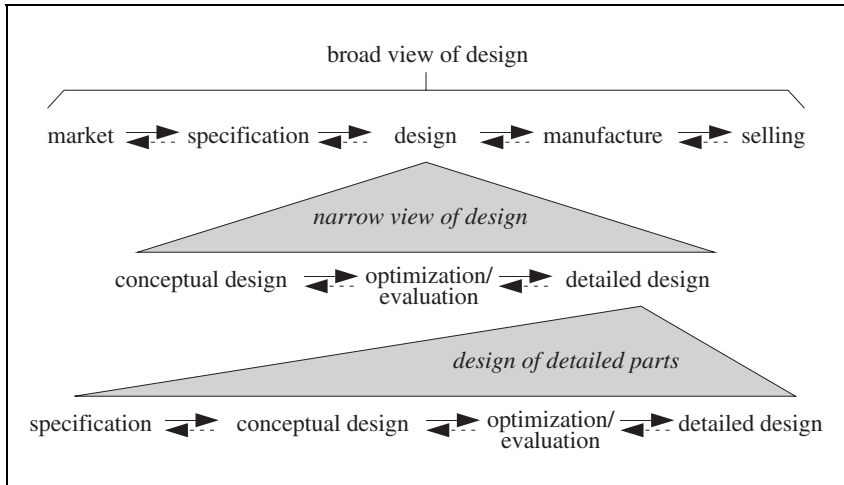 broad view of design
market specification design manufacture selling
narrow view of design
conceptual design optimization/ detailed design
evaluation
design of detailed parts
specification conceptual design optimization/ detailed design
evaluation